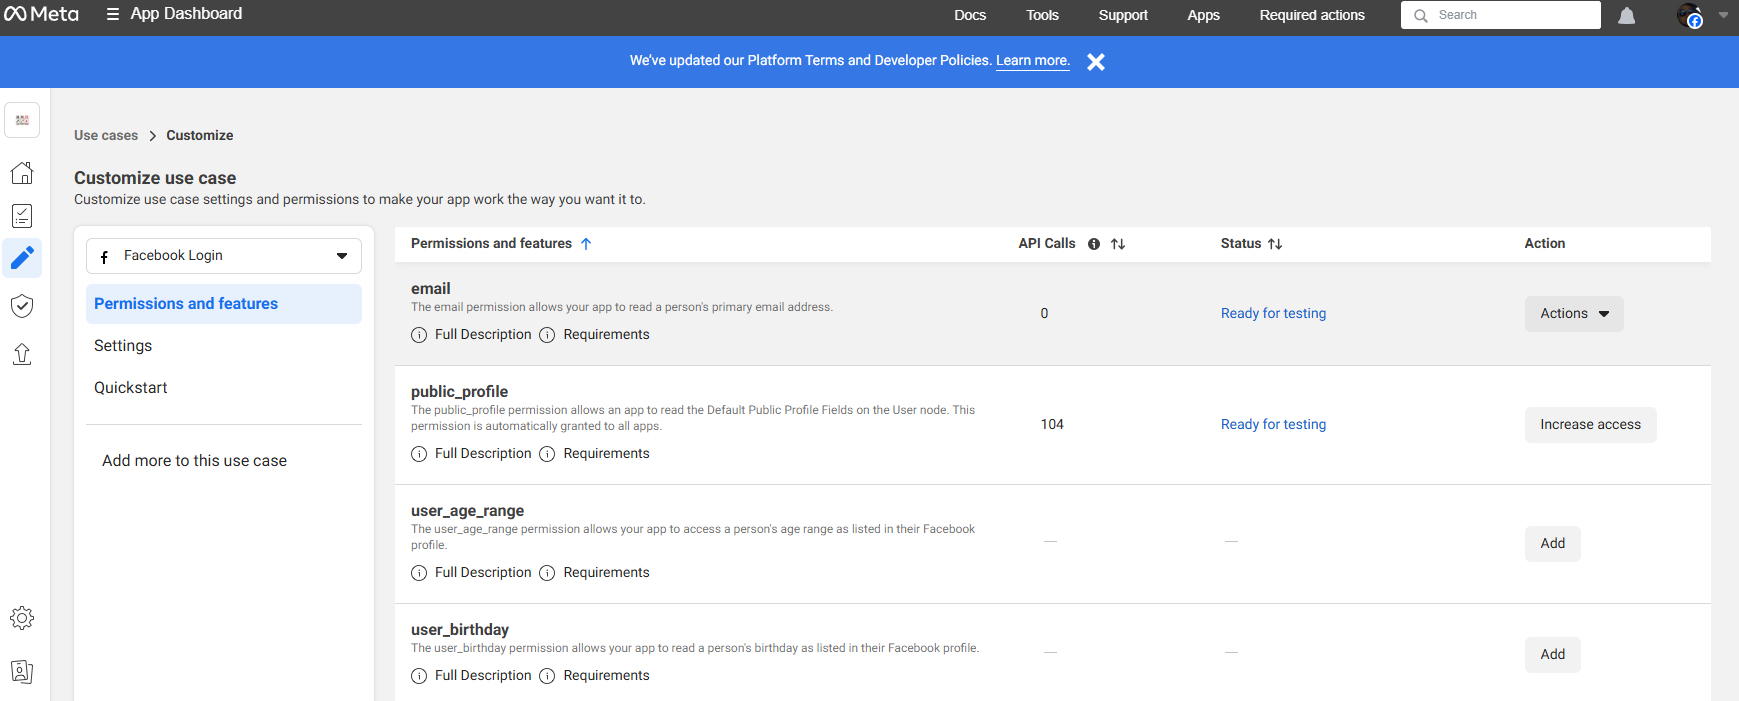 Meta
App Dashboard
Docs
Tools
Support
Apps
Required actions
Search
We've updated our Platform Terms and Developer Policies. Learn more.
Use cases
Customize
Customize use case
Customize use case settings and permissions to make your app work the way you want it to.
Facebook Login
Permissions and features
Settings
Quickstart
Add more to this use case
Permissions and features
API Calls
Status
Action
email
The email permission allows your app to read a person's primary email address.
Full Description
Requirements
0
Ready for testing
Actions
public_profile
The public_profile permission allows an app to read the Default Public Profile Fields on the User node. This
permission is automatically granted to all apps.
Full Description
Requirements
104
Ready for testing
Increase access
user_age_range
The user_age_range permission allows your app to access a person's age range as listed in their Facebook
profile.
Full Description
Requirements
—
—
Add
user_birthday
The user_birthday permission allows your app to read a person's birthday as listed in their Facebook profile.
Full Description
Requirements
—
—
Add